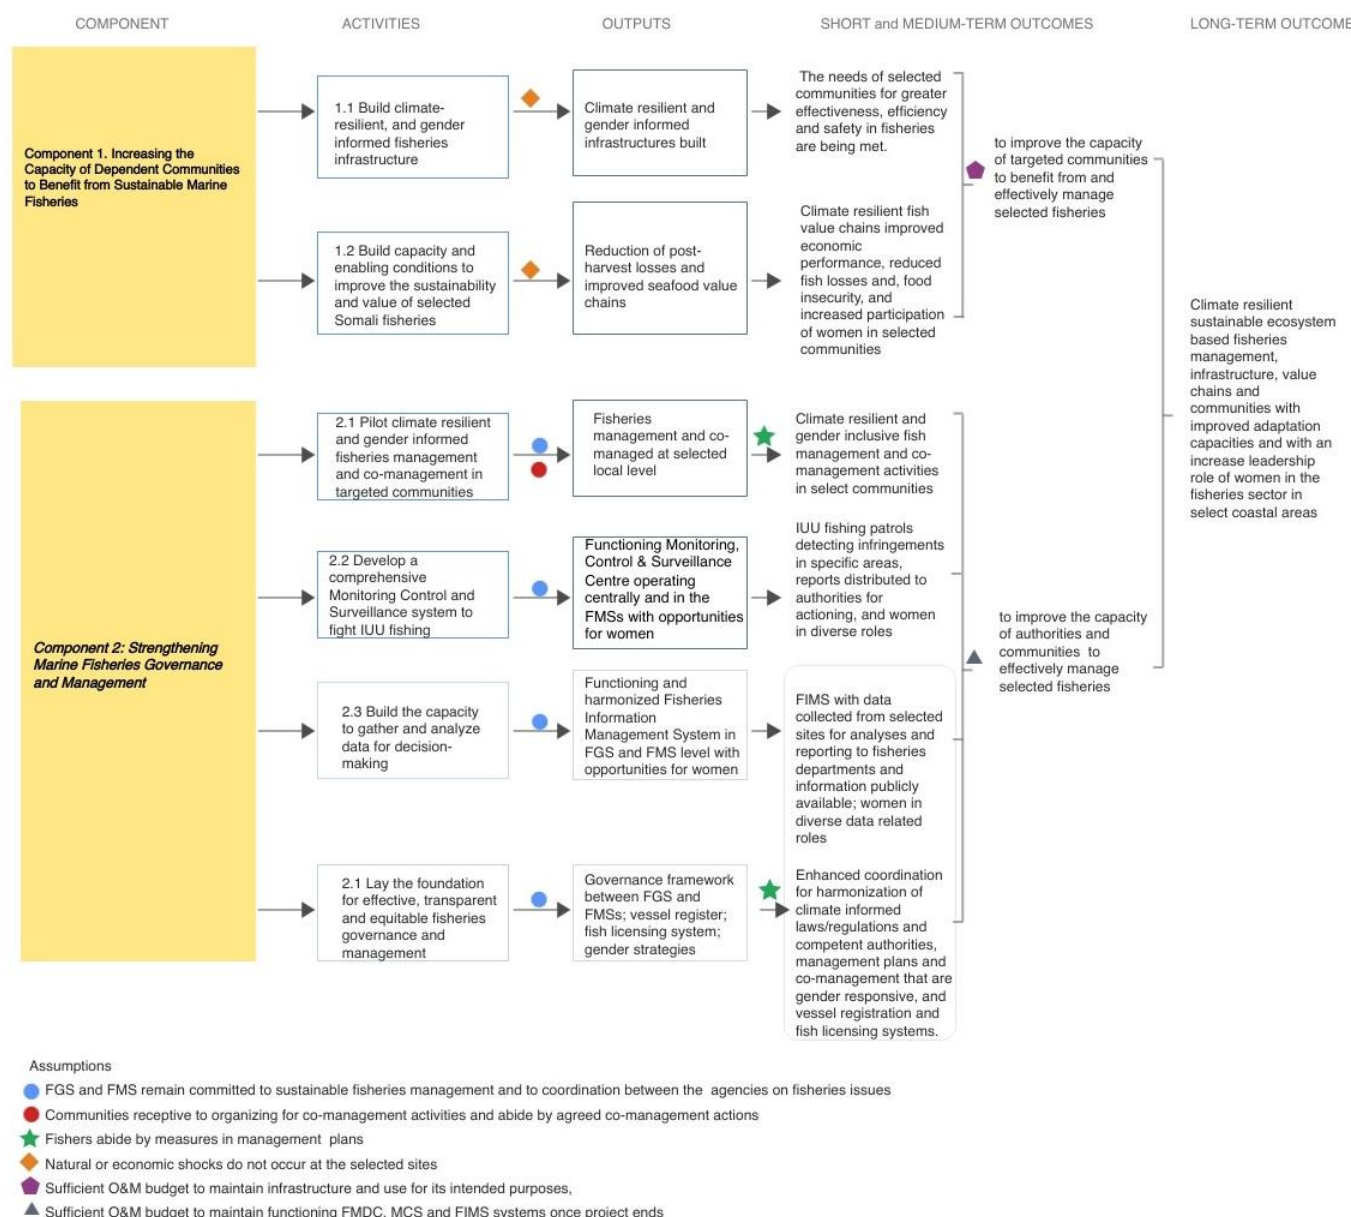 COMPONENT
ACTIVITIES
OUTPUTS
SHORT and MEDIUM-TERM OUTCOMES
LONG-TERM OUTCOME
Component 1. Increasing the
Capacity of Dependent Communities
to Benefit from Sustainable Marine
Fisheries
1.1 Build climate-
resilient, and gender
informed fisheries
infrastructure
Climate resilient and
gender informed
infrastructures built
The needs of selected
communities for greater
effectiveness, efficiency
and safety in fisheries
are being met.
1.2 Build capacity and
enabling conditions to
improve the sustainability
and value of selected
Somali fisheries
Reduction of post-
harvest losses and
improved seafood value
chains
Climate resilient fish
value chains improved
economic
performance, reduced
fish losses and, food
insecurity, and
increased participation
of women in selected
communities
to improve the capacity
of targeted communities
to benefit from and
effectively manage
selected fisheries
Component 2: Strengthening
Marine Fisheries Governance
and Management
2.1 Pilot climate resilient
and gender informed
fisheries management
and co-management in
targeted communities
Fisheries
management and co-
managed at selected
local level
Climate resilient and
gender inclusive fish
management and co-
management activities
in select communities
2.2 Develop a
comprehensive
Monitoring Control and
Surveillance system to
fight IUU fishing
Functioning Monitoring,
Control & Surveillance
Centre operating
centrally and in the
FMSs with opportunities
for women
IUU fishing patrols
detecting infringements
in specific areas,
reports distributed to
authorities for
actioning, and women
in diverse roles
2.3 Build the capacity
to gather and analyze
data for decision-
making
Functioning and
harmonized Fisheries
Information
Management System in
FGS and FMS level with
opportunities for women
FIMS with data
collected from selected
sites for analyses and
reporting to fisheries
departments and
information publicly
available; women in
diverse data related
roles
2.1 Lay the foundation
for effective, transparent
and equitable fisheries
governance and
management
Governance framework
between FGS and
FMSs; vessel register;
fish licensing system;
gender strategies
Enhanced coordination
for harmonization of
climate informed
laws/regulations and
competent authorities,
management plans and
co-management that are
gender responsive, and
vessel registration and
fish licensing systems.
to improve the capacity
of authorities and
communities to
effectively manage
selected fisheries
Climate resilient
sustainable ecosystem
based fisheries
management,
infrastructure, value
chains and
communities with
improved adaptation
capacities and with an
increase leadership
role of women in the
fisheries sector in
select coastal areas
Assumptions
FGS and FMS remain committed to sustainable fisheries management and to coordination between the agencies on fisheries issues
Communities receptive to organizing for co-management activities and abide by agreed co-management actions
Fishers abide by measures in management plans
Natural or economic shocks do not occur at the selected sites
Sufficient O&M budget to maintain infrastructure and use for its intended purposes,
Sufficient O&M budget to maintain functioning FMDC, MCS and FIMS systems once project ends